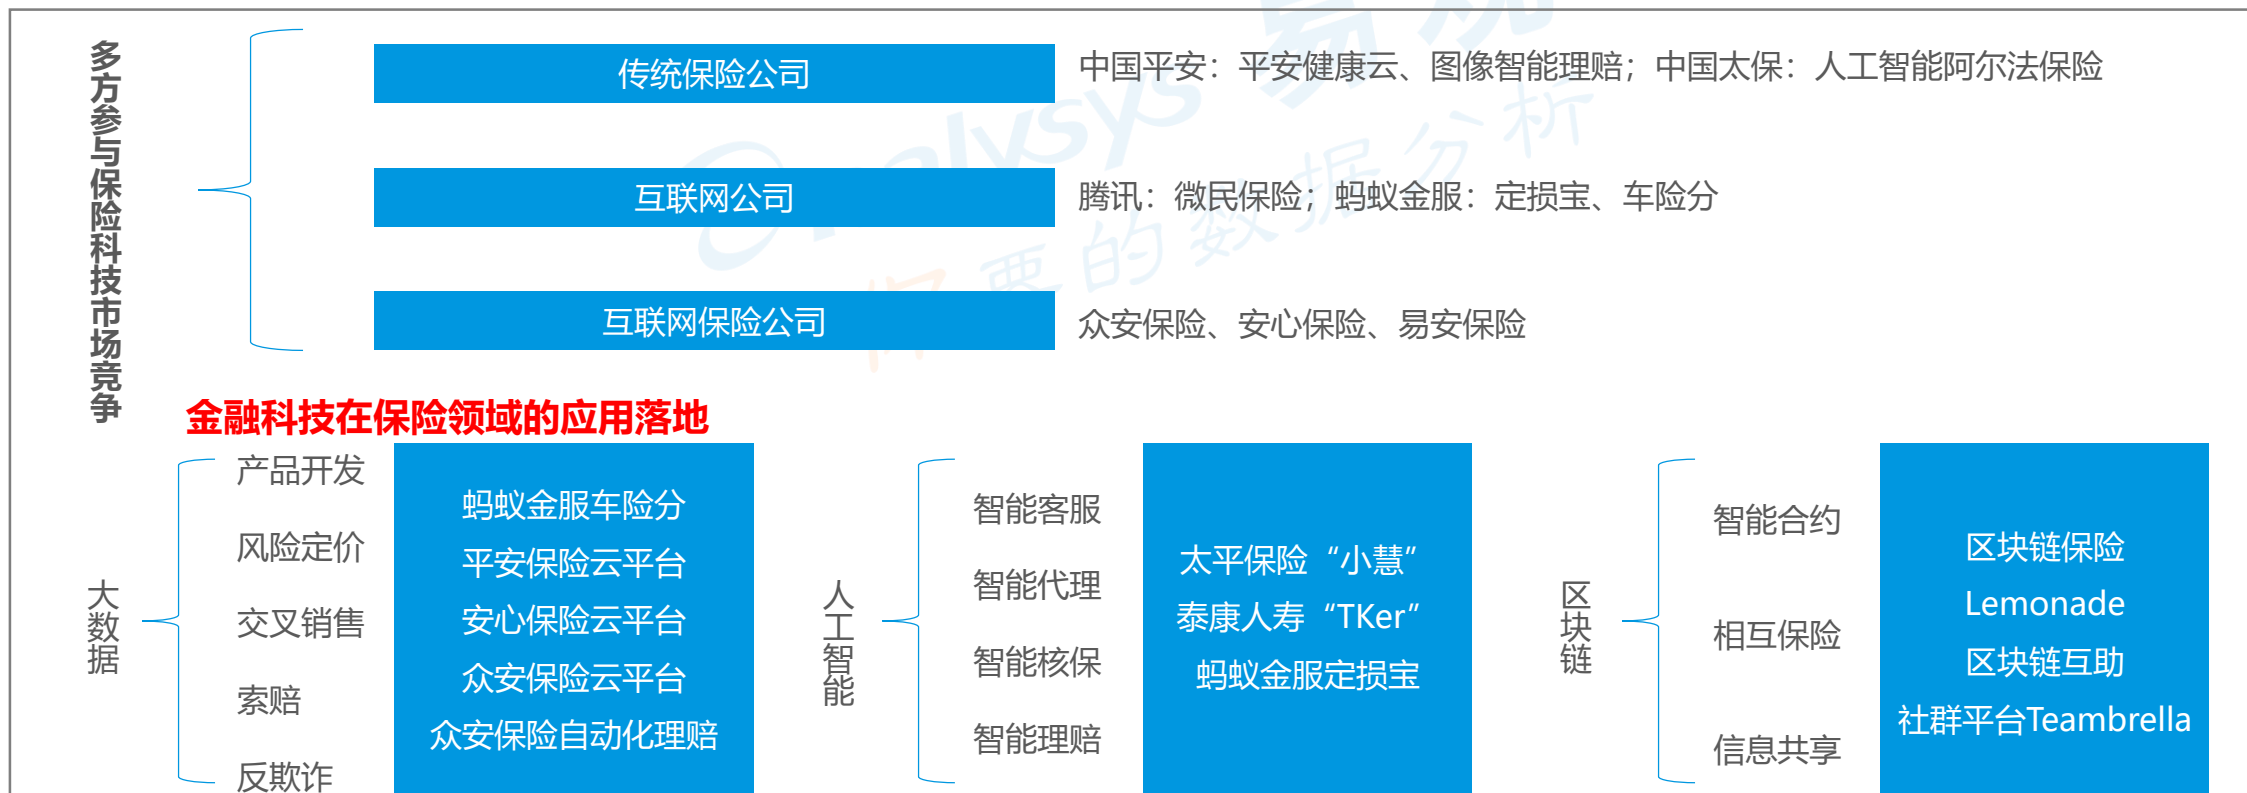 多方参与保险科技市场竞争
传统保险公司
中国平安：平安健康云、图像智能理赔；中国太保：人工智能阿尔法保险
互联网公司
腾讯：微民保险；蚂蚁金服：定损宝、车险分
互联网保险公司
众安保险、安心保险、易安保险
金融科技在保险领域的应用落地
大数据
产品开发
风险定价
交叉销售
索赔
反欺诈
蚂蚁金服车险分
平安保险云平台
安心保险云平台
众安保险云平台
众安保险自动化理赔
人工智能
智能客服
智能代理
智能核保
智能理赔
太平保险“小慧”
泰康人寿“TKer”
蚂蚁金服定损宝
区块链
智能合约
相互保险
信息共享
区块链保险
Lemonade
区块链互助
社群平台Teambrella
你要的数据分析